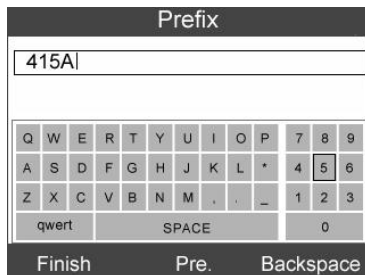 Prefix
415A
Q W E R T Y U I O P 7 8 9
A S D F G H J K L * 4 5 6
Z X C V B N M , . _ 1 2 3
qwert SPACE 0
Finish Pre. Backspace